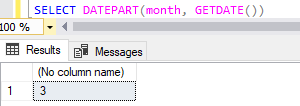 SELECT DATEPART(month, GETDATE())
100 %
Results Messages
(No column name)
1 3